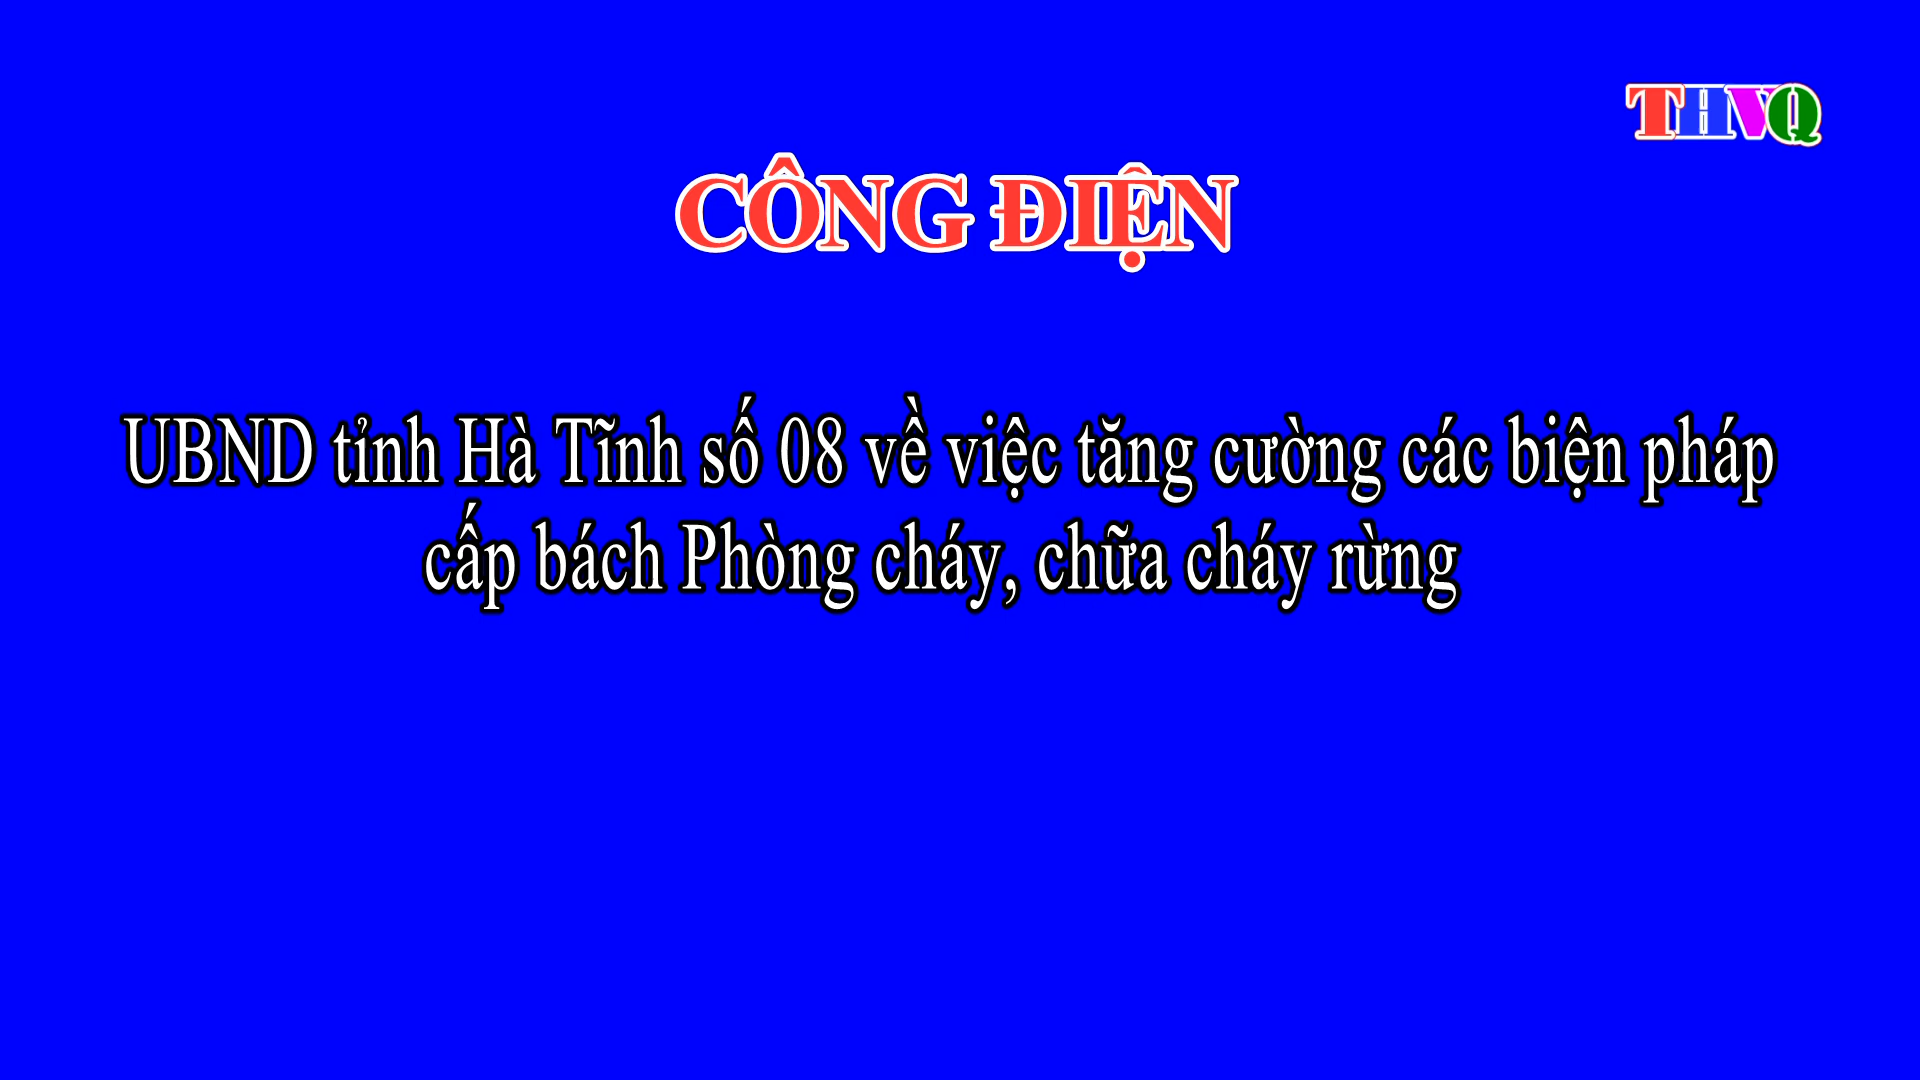 THVQ
CÔNG ĐIỆN
UBND tỉnh Hà Tĩnh số 08 về việc tăng cường các biện pháp
cấp bách Phòng cháy, chữa cháy rừng